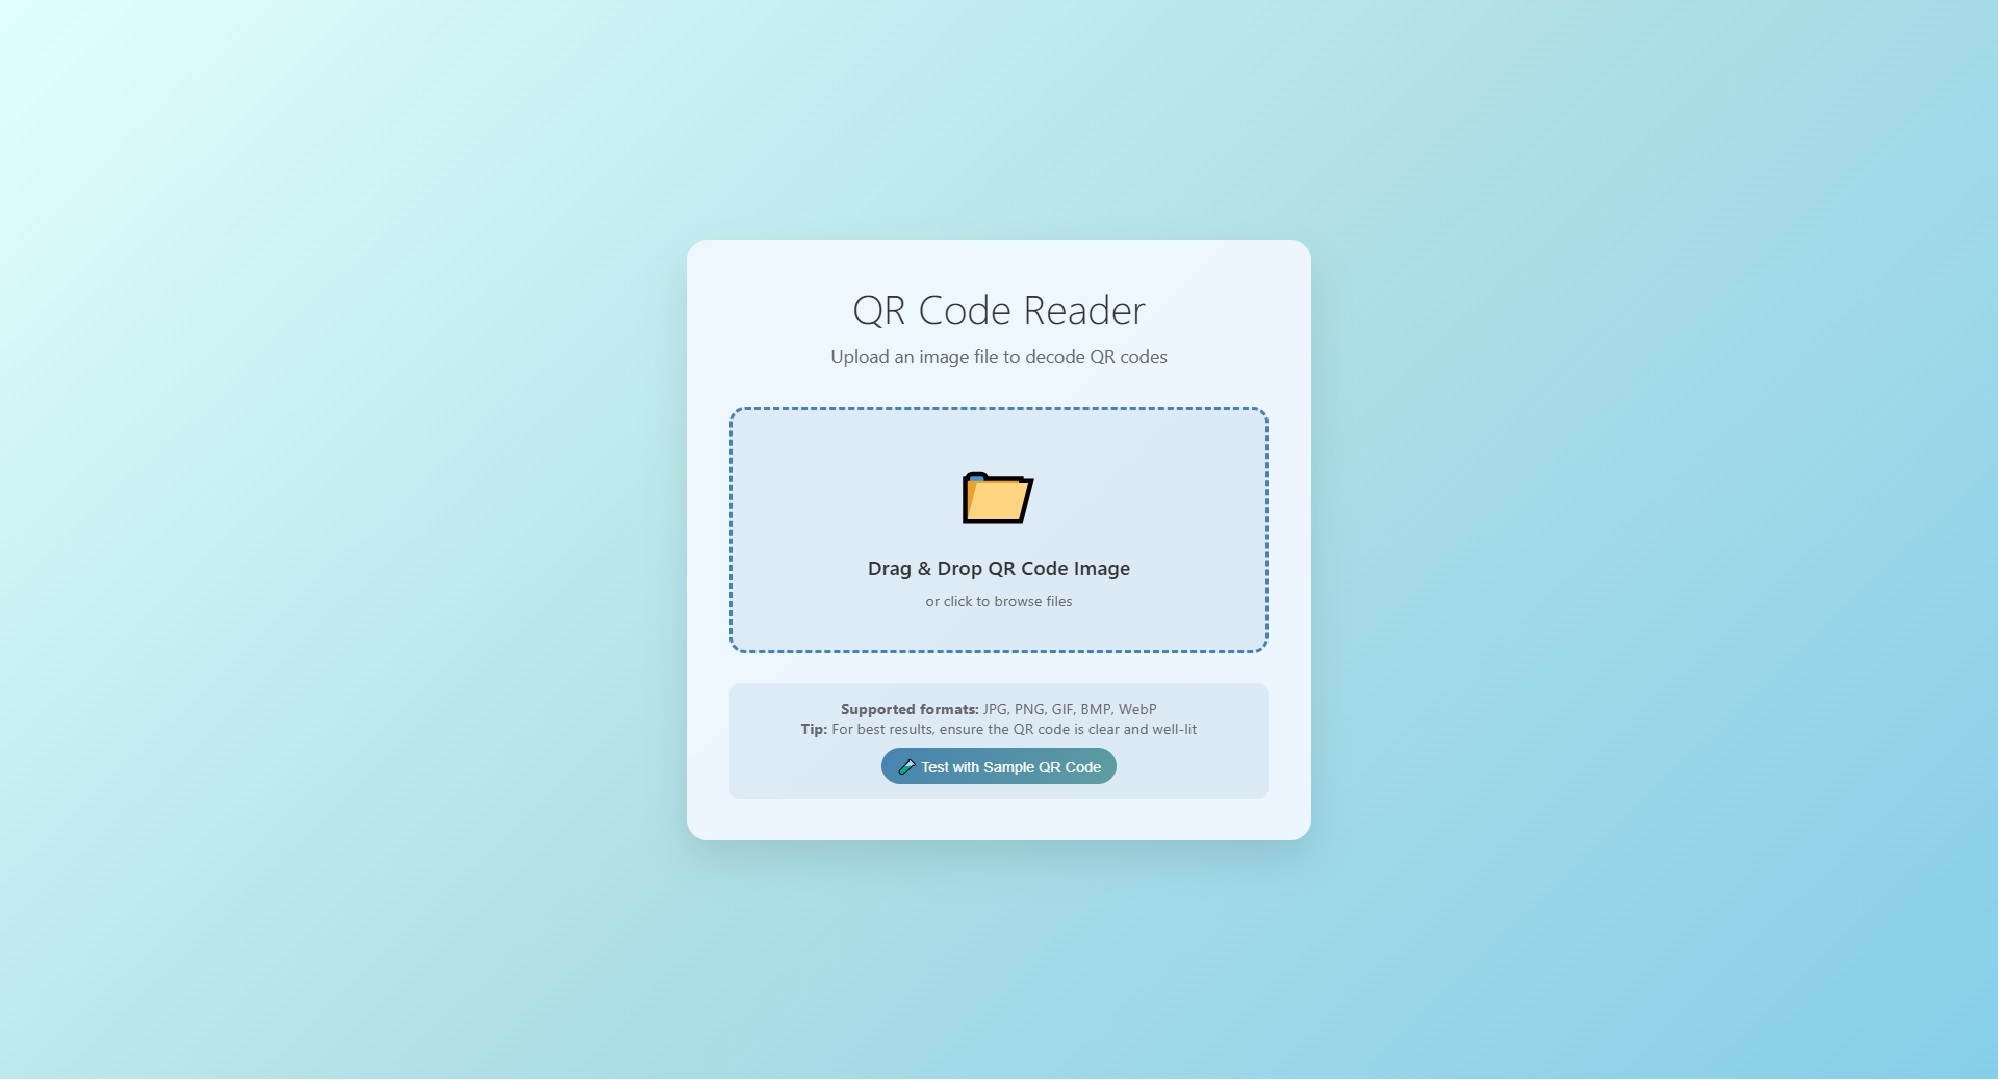 QR Code Reader
Upload an image file to decode QR codes
Drag & Drop QR Code Image
or click to browse files
Supported formats: JPG, PNG, GIF, BMP, WebP
Tip: For best results, ensure the QR code is clear and well-lit
Test with Sample QR Code